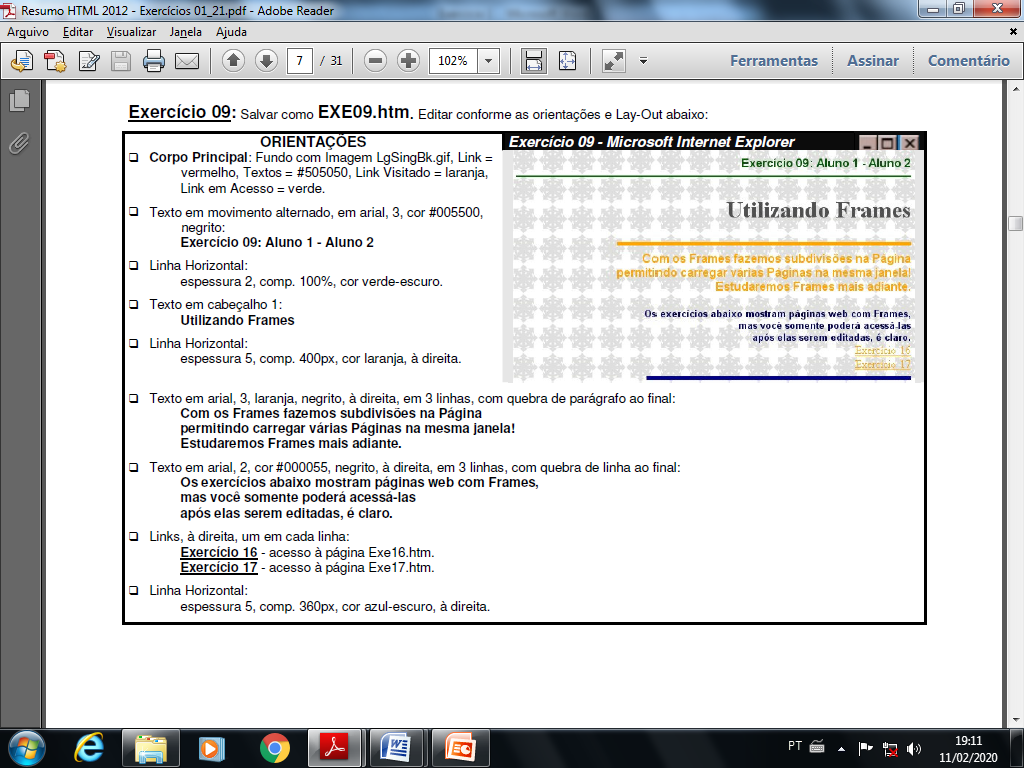 Resumo HTML 2012 - Exercícios 01_21.pdf - Adobe Reader
Arquivo Editar Visualizar Janela Ajuda
7 / 31 102% Ferramentas Assinar Comentário
Exercício 09: Salvar como EXE09.htm. Editar conforme as orientações e Lay-Out abaixo:
ORIENTAÇÕES
Corpo Principal: Fundo com Imagem LgSingBk.gif, Link =
vermelho, Textos = #505050, Link Visitado = laranja,
Link em Acesso = verde.
Texto em movimento alternado, em arial, 3, cor #005500,
negrito:
Exercício 09: Aluno 1 - Aluno 2
Linha Horizontal:
espessura 2, comp. 100%, cor verde-escuro.
Texto em cabeçalho 1:
Utilizando Frames
Linha Horizontal:
espessura 5, comp. 400px, cor laranja, à direita.
Exercício 09 - Microsoft Internet Explorer
Exercício 09: Aluno 1 - Aluno 2
Utilizando Frames
Com os Frames fazemos subdivisões na Página
permitindo carregar várias Páginas na mesma janela!
Estudaremos Frames mais adiante.
Os exercícios abaixo mostram páginas web com Frames,
mas você somente poderá acessá-las
após elas serem editadas, é claro.
Exercício 16
Exercício 17
Texto em arial, 3, laranja, negrito, à direita, em 3 linhas, com quebra de parágrafo ao final:
Com os Frames fazemos subdivisões na Página
permitindo carregar várias Páginas na mesma janela!
Estudaremos Frames mais adiante.
Texto em arial, 2, cor #000055, negrito, à direita, em 3 linhas, com quebra de linha ao final:
Os exercícios abaixo mostram páginas web com Frames,
mas você somente poderá acessá-las
após elas serem editadas, é claro.
Links, à direita, um em cada linha:
Exercício 16 - acesso à página Exe16.htm.
Exercício 17 - acesso à página Exe17.htm.
Linha Horizontal:
espessura 5, comp. 360px, cor azul-escuro, à direita.
PT
19:11
11/02/2020